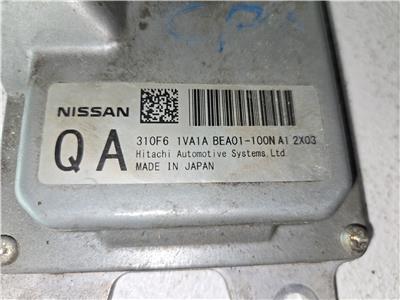 NISSAN
QA
310F6 1VA1A BEA01-100N A1 2X03
Hitachi Automotive Systems, Ltd.
MADE IN JAPAN